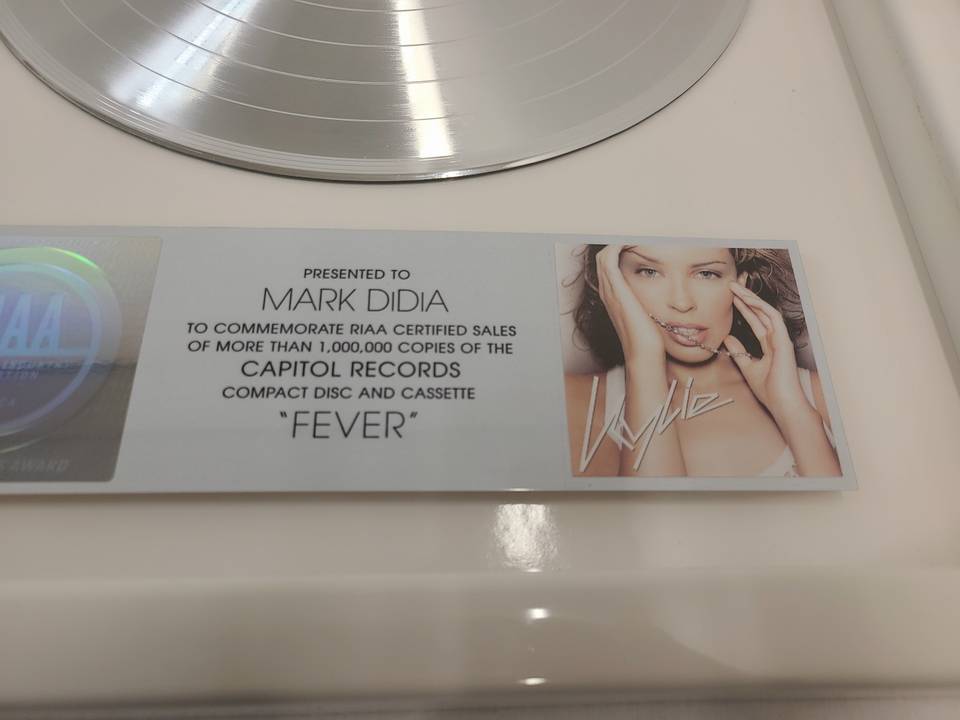 PRESENTED TO
MARK DIDIA
TO COMMEMORATE RIAA CERTIFIED SALES
OF MORE THAN 1,000,000 COPIES OF THE
CAPITOL RECORDS
COMPACT DISC AND CASSETTE
"FEVER"
Kylie
AWARD